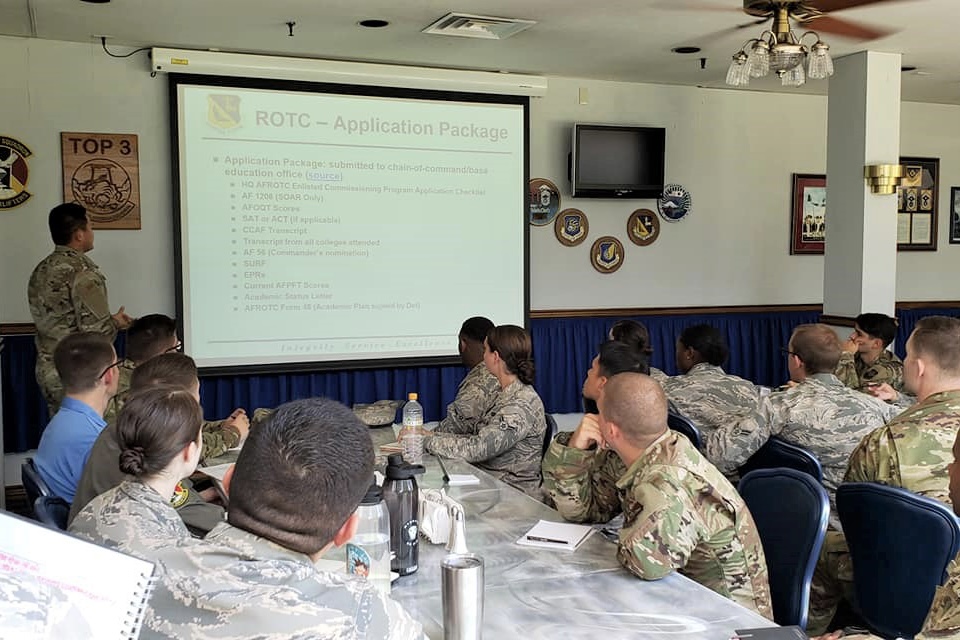 TOP 3
ROTC – Application Package
Application Package: submitted to chain-of-command/base
education office (source)
HQ AFROTC Enlisted Commissioning Program Application Checklist
AF 1206 (SOAR Only)
AFOQT Scores
SAT or ACT (if applicable)
CCAF Transcript
Transcript from all colleges attended
AF 56 (Commander's nomination)
SURF
EPRs
Current AFPFT Scores
Academic Status Letter
AFROTC Form 48 (Academic Plan signed by Det)
Integrity - Service - Excellence